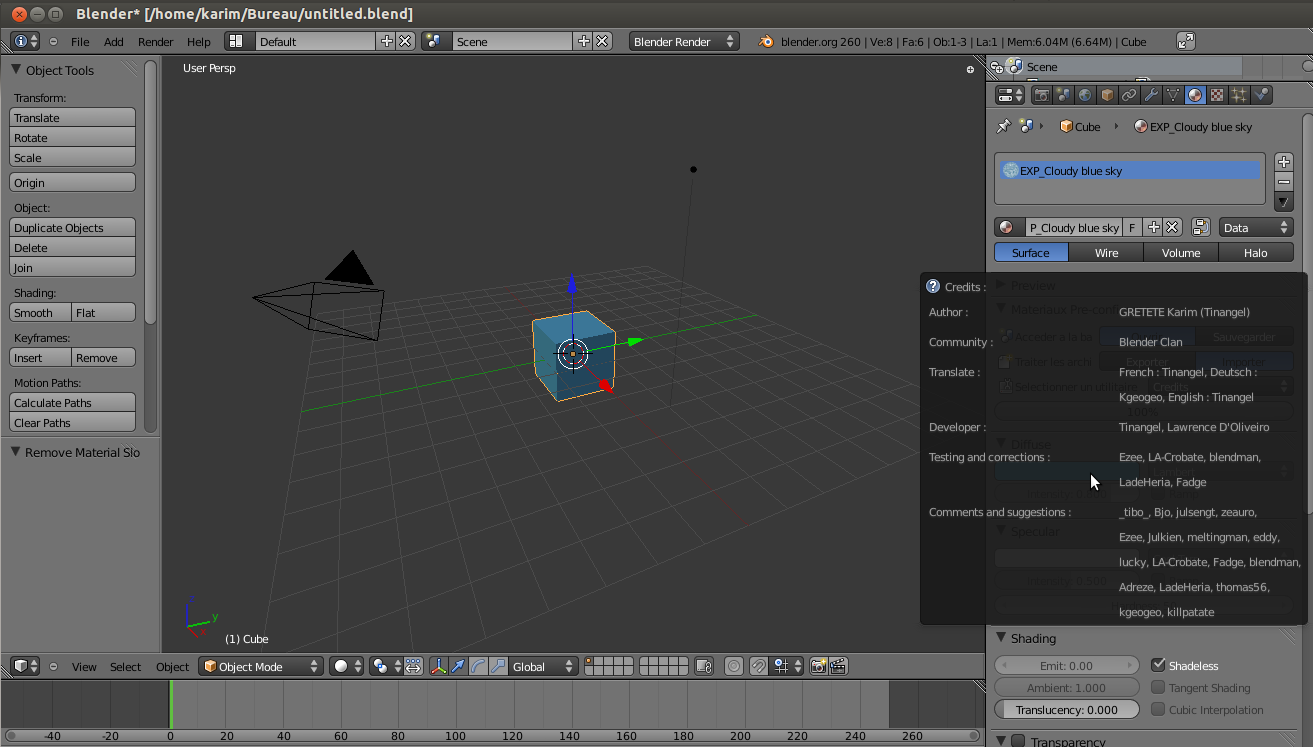 Blender* [/home/karim/Bureau/untitled.blend]
File Add Render Help Default Scene Blender Render blender.org 260 | Ve:8 | Fa:6 | Ob:1-3 | La:1 | Mem:6.04M (6.64M) | Cube
Object Tools
Transform:
Translate
Rotate
Scale
Origin
Object:
Duplicate Objects
Delete
Join
Shading:
Smooth Flat
Keyframes:
Insert Remove
Motion Paths:
Calculate Paths
Clear Paths
Remove Material Slo
User Persp
z
y
x
(1) Cube
View Select Object Object Mode Global
-40 -20 0 20 40 60 80 100 120 140 160 180 200 220 240 260
Scene
Cube EXP_Cloudy blue sky
EXP_Cloudy blue sky
P_Cloudy blue sky F Data
Surface Wire Volume Halo
Preview
Credits :
Author : GRETETE Karim (Tinangel)
Community : Blender Clan
Translate : French : Tinangel, Deutsch :
Kgeogeo, English : Tinangel
Developer : Tinangel, Lawrence D'Oliveiro
Testing and corrections : Ezee, LA-Crobate, blendman,
LadeHeria, Fadge
Comments and suggestions : _tibo_, Bjo, julsengt, zeauro,
Ezee, Julkien, meltingman, eddy,
lucky, LA-Crobate, Fadge, blendman,
Adreze, LadeHeria, thomas56,
kgeogeo, killpatate
Sauvegarder
Exporter Importer
Credits
100%
Diffuse
Specular
Shading
Emit: 0.00 Shadeless
Ambient: 1.000 Tangent Shading
Translucency: 0.000 Cubic Interpolation
Transparency